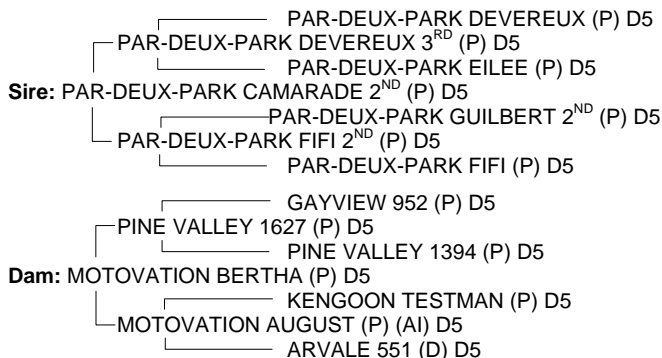 PAR-DEUX-PARK DEVEREUX (P) D5
PAR-DEUX-PARK DEVEREUX 3RD (P) D5
PAR-DEUX-PARK EILEE (P) D5
Sire: PAR-DEUX-PARK CAMARADE 2ND (P) D5
PAR-DEUX-PARK GUILBERT 2ND (P) D5
PAR-DEUX-PARK FIFI 2ND (P) D5
PAR-DEUX-PARK FIFI (P) D5
GAYVIEW 952 (P) D5
PINE VALLEY 1627 (P) D5
PINE VALLEY 1394 (P) D5
Dam: MOTOVATION BERTHA (P) D5
KENGOON TESTMAN (P) D5
MOTOVATION AUGUST (P) (AI) D5
ARVALE 551 (D) D5